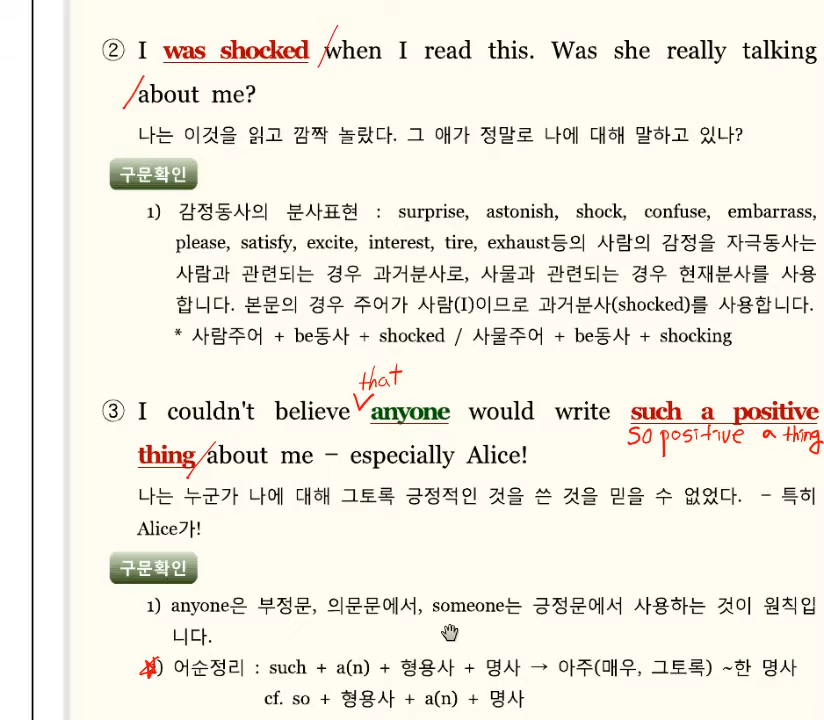 ② I was shocked when I read this. Was she really talking
about me?
나는 이것을 읽고 깜짝 놀랐다. 그 애가 정말로 나에 대해 말하고 있나?
구문확인
1) 감정동사의 분사표현 : surprise, astonish, shock, confuse, embarrass,
please, satisfy, excite, interest, tire, exhaust등의 사람의 감정을 자극동사는
사람과 관련되는 경우 과거분사로, 사물과 관련되는 경우 현재분사를 사용
합니다. 본문의 경우 주어가 사람(I)이므로 과거분사(shocked)를 사용합니다.
* 사람주어 + be동사 + shocked / 사물주어 + be동사 + shocking
that
③ I couldn't believe anyone would write such a positive
so positive a thing
thing about me – especially Alice!
나는 누군가 나에 대해 그토록 긍정적인 것을 쓴 것을 믿을 수 없었다. – 특히
Alice가!
구문확인
1) anyone은 부정문, 의문문에서, someone는 긍정문에서 사용하는 것이 원칙입
니다.
) 어순정리 : such + a(n) + 형용사 + 명사 → 아주(매우, 그토록) ~한 명사
cf. so + 형용사 + a(n) + 명사